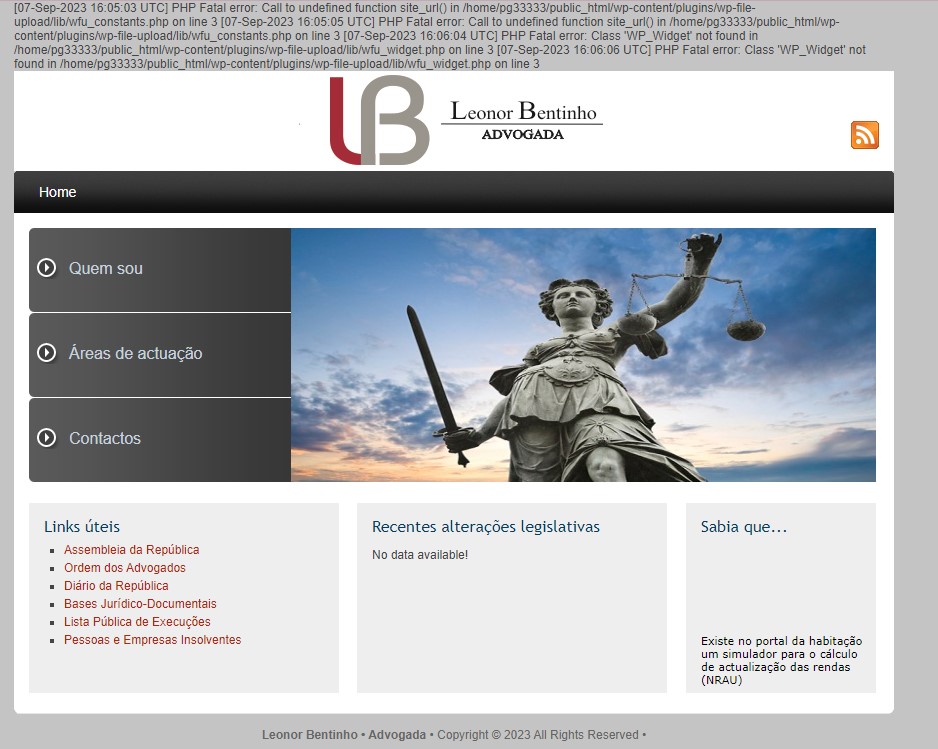 [07-Sep-2023 16:05:03 UTC] PHP Fatal error: Call to undefined function site_url() in /home/pg33333/public_html/wp-content/plugins/wp-file-
upload/lib/wfu_constants.php on line 3 [07-Sep-2023 16:05:05 UTC] PHP Fatal error: Call to undefined function site_url() in /home/pg33333/public_html/wp-
content/plugins/wp-file-upload/lib/wfu_constants.php on line 3 [07-Sep-2023 16:06:04 UTC] PHP Fatal error: Class 'WP_Widget' not found in
/home/pg33333/public_html/wp-content/plugins/wp-file-upload/lib/wfu_widget.php on line 3 [07-Sep-2023 16:06:06 UTC] PHP Fatal error: Class 'WP_Widget' not
found in /home/pg33333/public_html/wp-content/plugins/wp-file-upload/lib/wfu_widget.php on line 3
LB
Leonor Bentinho
ADVOGADA
Home
Quem sou
Áreas de actuação
Contactos
Links úteis
Assembleia da República
Ordem dos Advogados
Diário da República
Bases Jurídico-Documentais
Lista Pública de Execuções
Pessoas e Empresas Insolventes
Recentes alterações legislativas
No data available!
Sabia que...
Existe no portal da habitação
um simulador para o cálculo
de actualização das rendas
(NRAU)
Leonor Bentinho • Advogada • Copyright © 2023 All Rights Reserved •